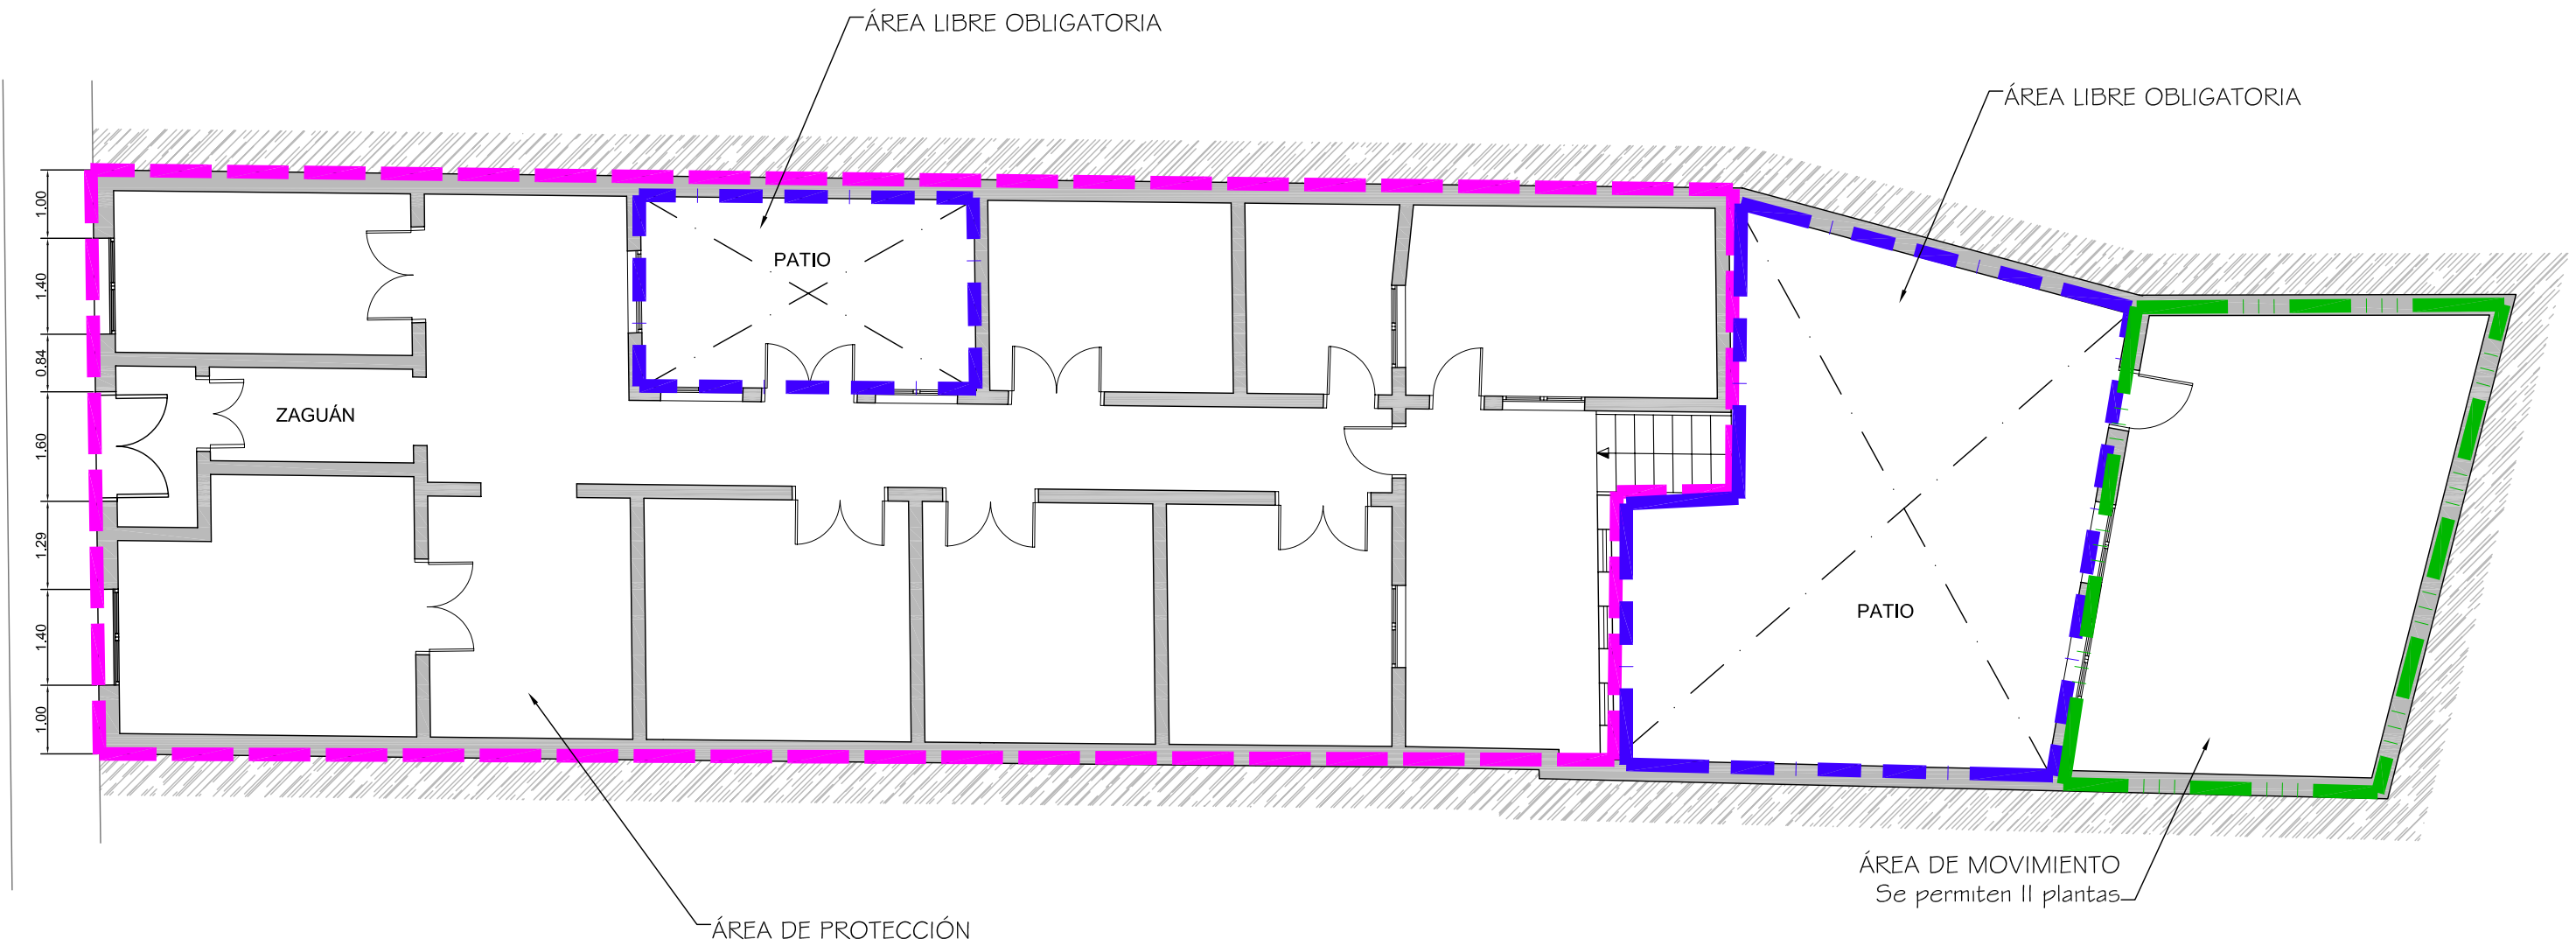 ÁREA LIBRE OBLIGATORIA
ÁREA LIBRE OBLIGATORIA
1.00
1.40
0.84
1.60
1.29
1.40
1.00
PATIO
ZAGUÁN
PATIO
ÁREA DE MOVIMIENTO
Se permiten II plantas
ÁREA DE PROTECCIÓN